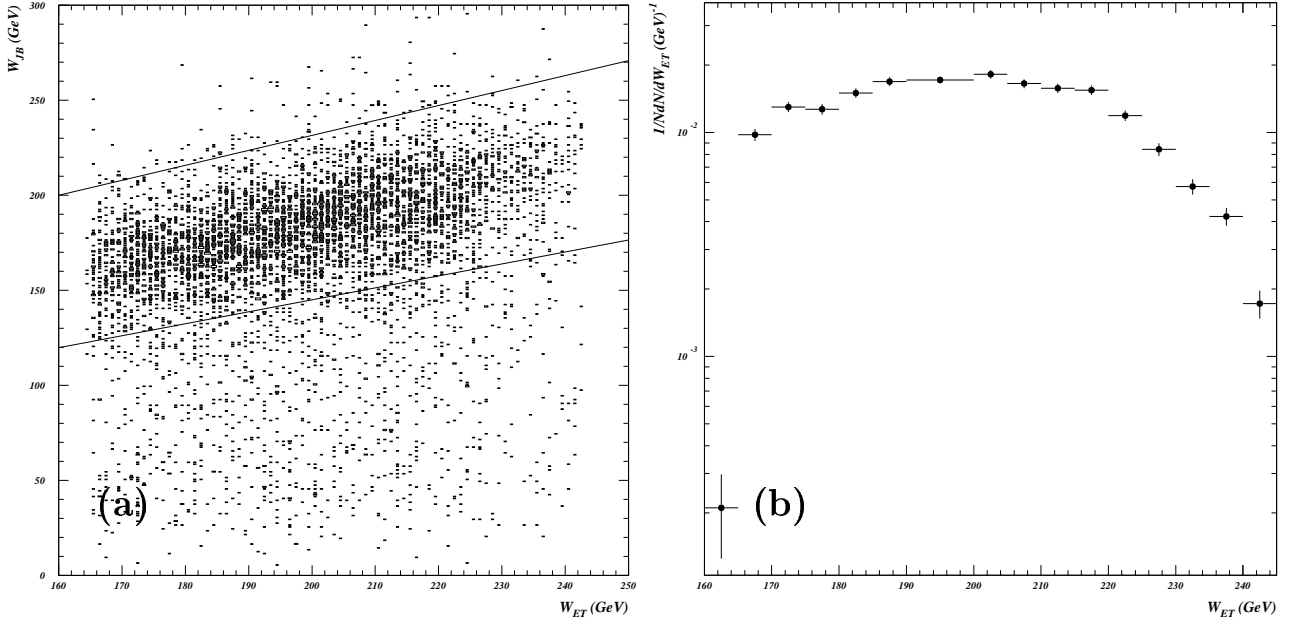 W_JB (GeV)
300
250
200
150
100
50
0
(a)
160 170 180 190 200 210 220 230 240 250
W_ET (GeV)
1/NdN/dW_ET (GeV)^-1
10^-2
10^-3
(b)
160 170 180 190 200 210 220 230 240
W_ET (GeV)